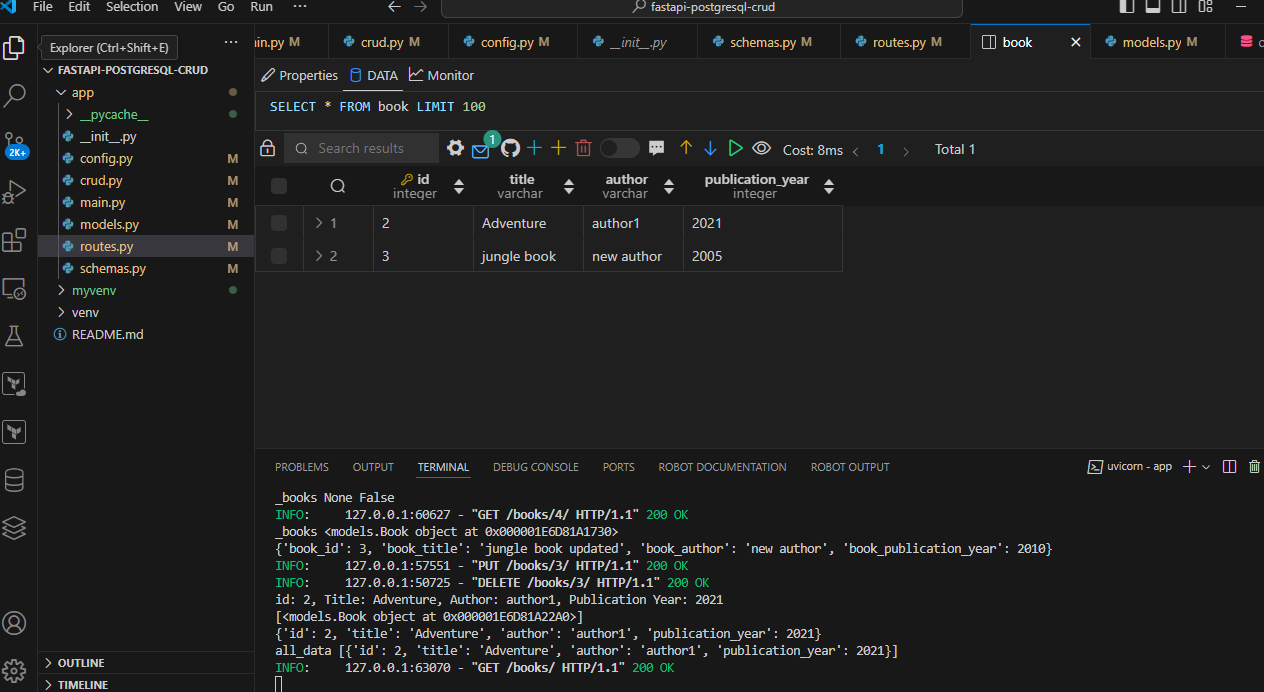 File Edit Selection View Go Run ··· fastapi-postgresql-crud
Explorer (Ctrl+Shift+E)
ain.py M crud.py M config.py M __init__.py schemas.py M routes.py M book models.py M
FASTAPI-POSTGRESQL-CRUD
app
__pycache__
__init__.py
config.py M
crud.py M
main.py M
models.py M
routes.py M
schemas.py M
myvenv
venv
README.md
OUTLINE
TIMELINE
2K+
Properties DATA Monitor
SELECT * FROM book LIMIT 100
Search results 1 Cost: 8ms 1 Total 1
id title author publication_year
integer varchar varchar integer
1 2 Adventure author1 2021
2 3 jungle book new author 2005
PROBLEMS OUTPUT TERMINAL DEBUG CONSOLE PORTS ROBOT DOCUMENTATION ROBOT OUTPUT uvicorn - app
_books None False
INFO: 127.0.0.1:60627 - "GET /books/4/ HTTP/1.1" 200 OK
_books <models.Book object at 0x000001E6D81A1730>
{'book_id': 3, 'book_title': 'jungle book updated', 'book_author': 'new author', 'book_publication_year': 2010}
INFO: 127.0.0.1:57551 - "PUT /books/3/ HTTP/1.1" 200 OK
INFO: 127.0.0.1:50725 - "DELETE /books/3/ HTTP/1.1" 200 OK
id: 2, Title: Adventure, Author: author1, Publication Year: 2021
[<models.Book object at 0x000001E6D81A22A0>]
{'id': 2, 'title': 'Adventure', 'author': 'author1', 'publication_year': 2021}
all_data [{'id': 2, 'title': 'Adventure', 'author': 'author1', 'publication_year': 2021}]
INFO: 127.0.0.1:63070 - "GET /books/ HTTP/1.1" 200 OK